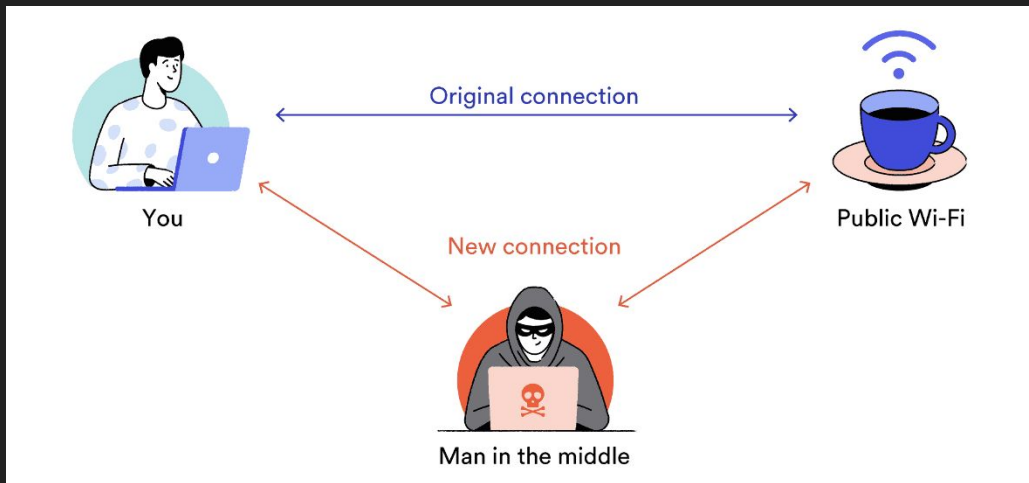 Original connection
You
Public Wi-Fi
New connection
Man in the middle